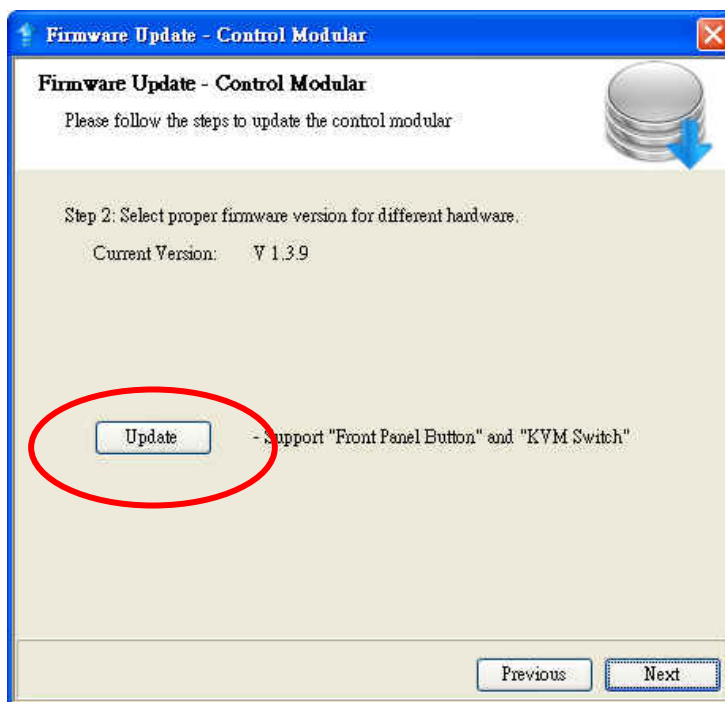 Firmware Update - Control Modular
Firmware Update - Control Modular
Please follow the steps to update the control modular
Step 2: Select proper firmware version for different hardware.
Current Version: V 1.3.9
Update - Support "Front Panel Button" and "KVM Switch"
Previous Next